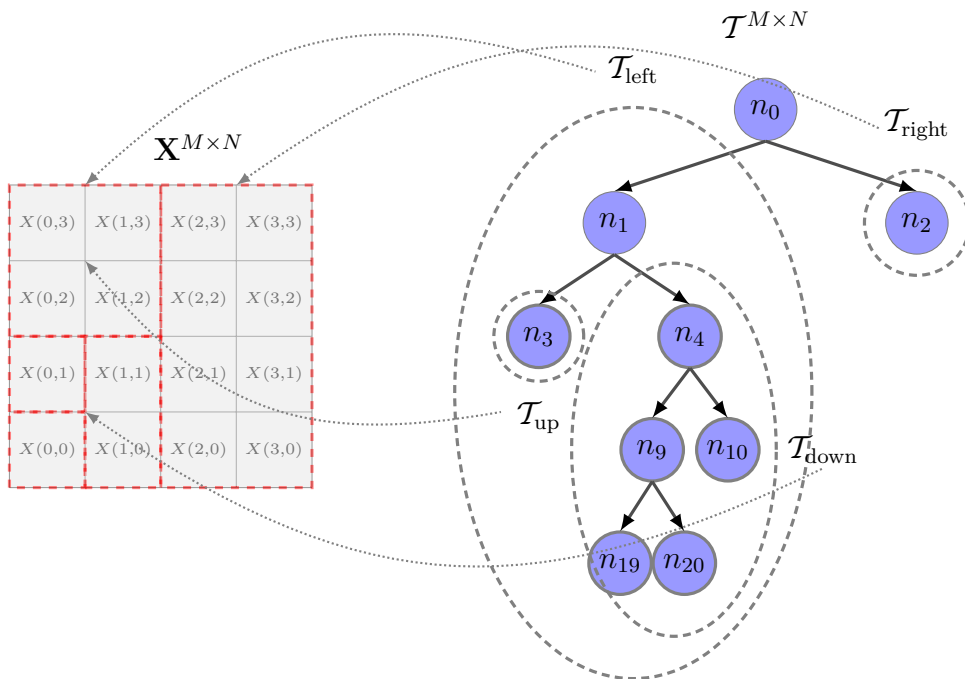 𝒯^{M×N}
𝒯_left
𝒯_right
n_0
𝐗^{M×N}
X(0,3) X(1,3) X(2,3) X(3,3)
n_1 n_2
X(0,2) X(1,2) X(2,2) X(3,2)
n_3 n_4
X(0,1) X(1,1) X(2,1) X(3,1)
𝒯_up
X(0,0) X(1,0) X(2,0) X(3,0)
n_9 n_10
𝒯_down
n_19 n_20